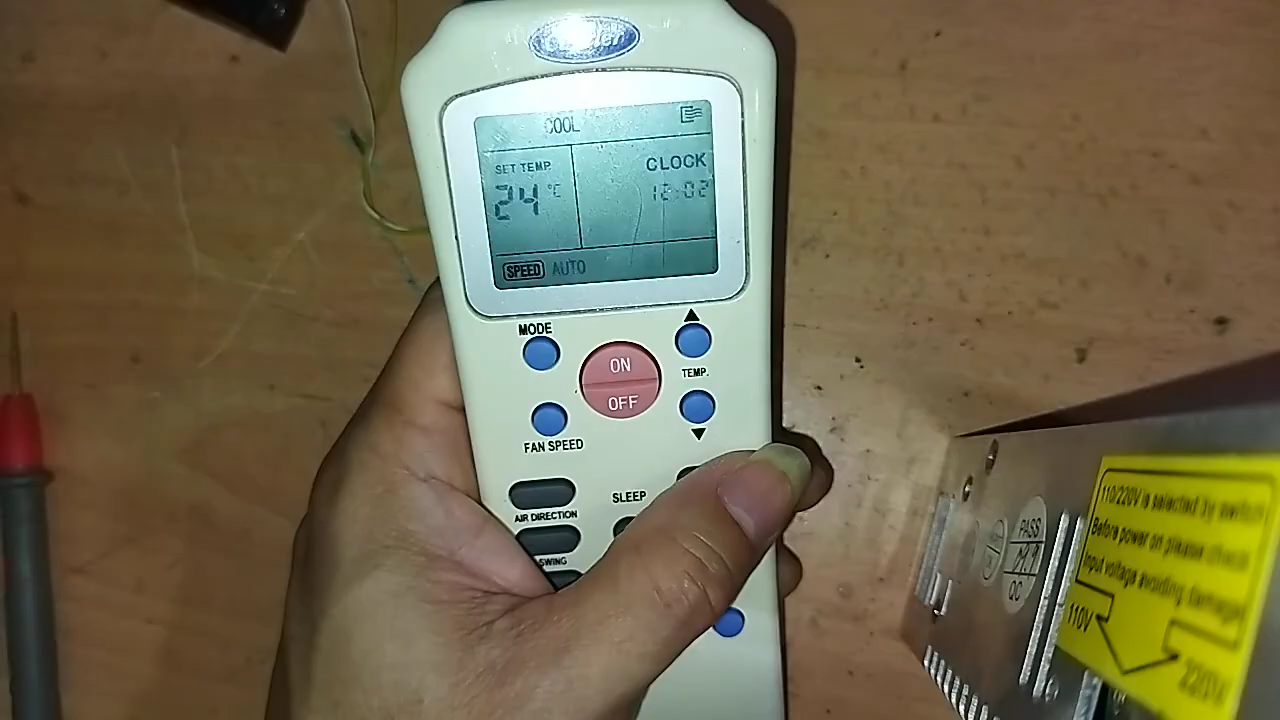 COOL
SET TEMP.
24 °C
CLOCK
12:02
SPEED AUTO
MODE
ON
OFF
TEMP.
FAN SPEED
AIR DIRECTION
SLEEP
SWING
110/220V is selected by switch
Before power on please check
Input voltage avoiding damage!
110V
220V
PASS
QC